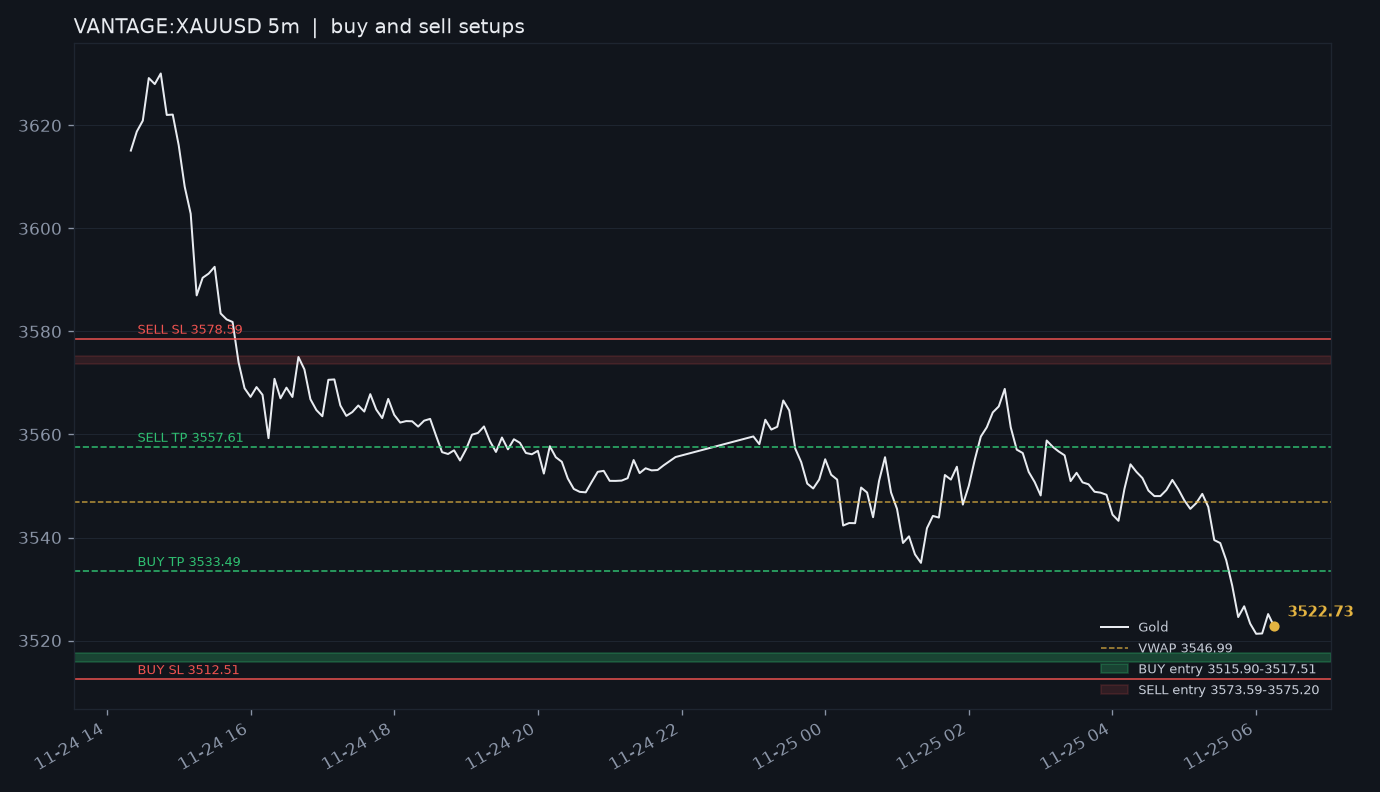 VANTAGE:XAUUSD 5m | buy and sell setups
3620
3600
3580
3560
3540
3520
SELL SL 3578.59
SELL TP 3557.61
BUY TP 3533.49
BUY SL 3512.51
3522.73
Gold
VWAP 3546.99
BUY entry 3515.90-3517.51
SELL entry 3573.59-3575.20
11-24 14
11-24 16
11-24 18
11-24 20
11-24 22
11-25 00
11-25 02
11-25 04
11-25 06